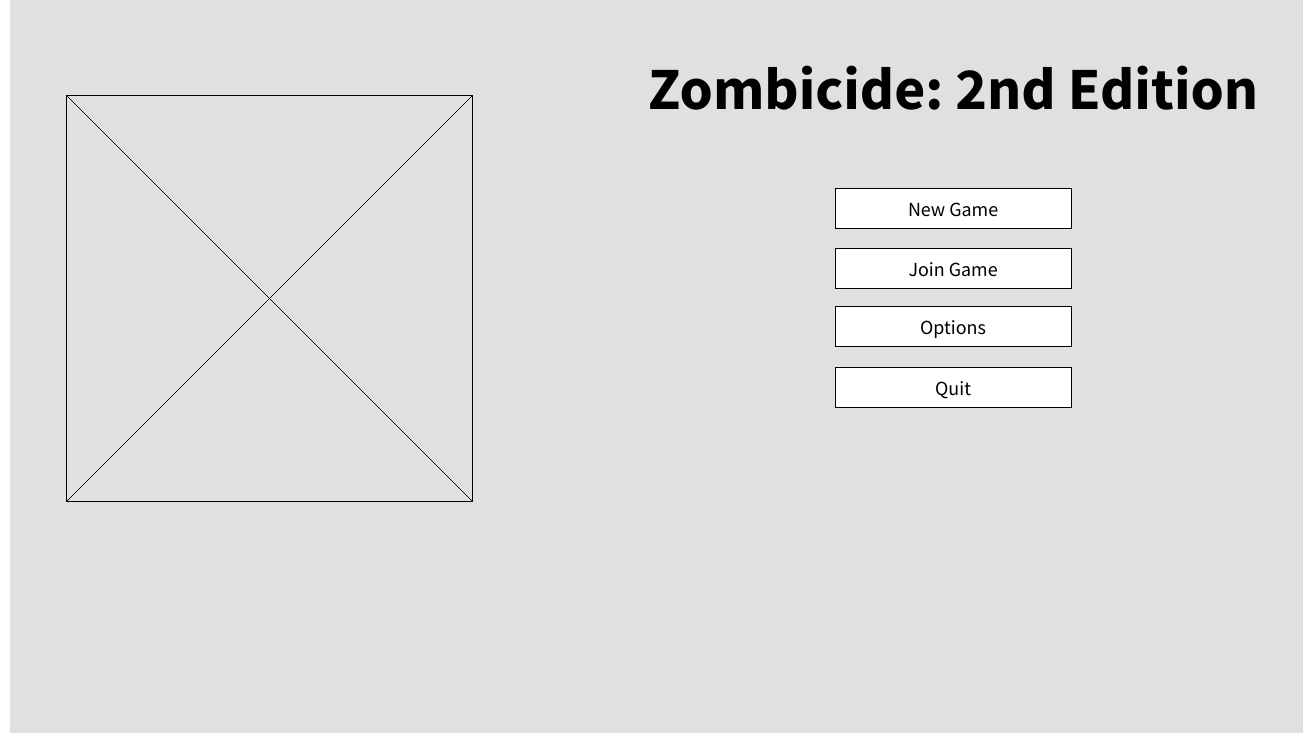 Zombicide: 2nd Edition
New Game
Join Game
Options
Quit